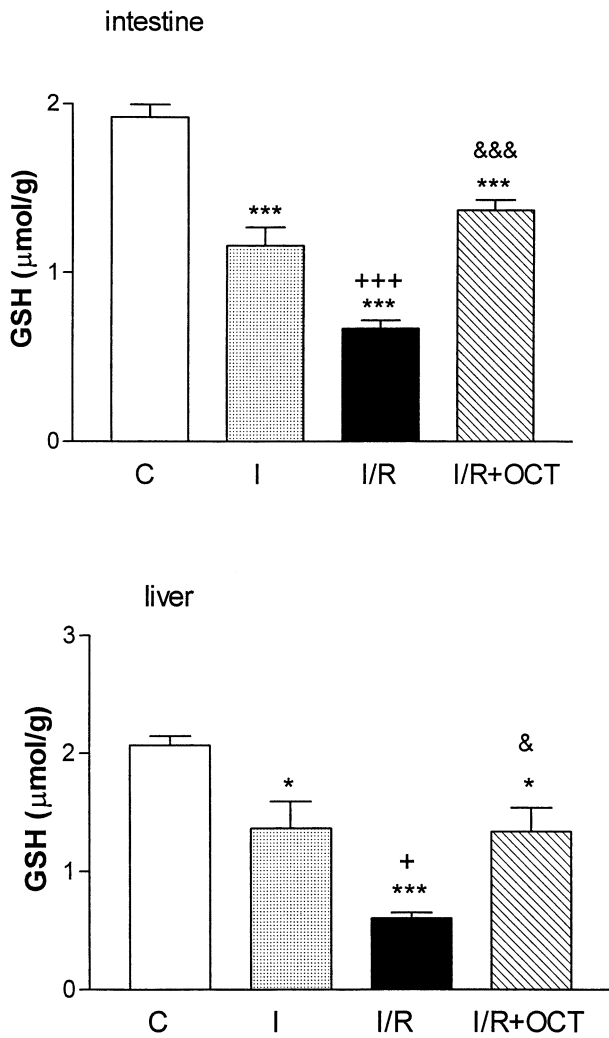 intestine
2
&&&
***
***
+++
***
1
GSH (μmol/g)
0
C I I/R I/R+OCT
liver
3
2
&
*
*
+
***
1
GSH (μmol/g)
0
C I I/R I/R+OCT